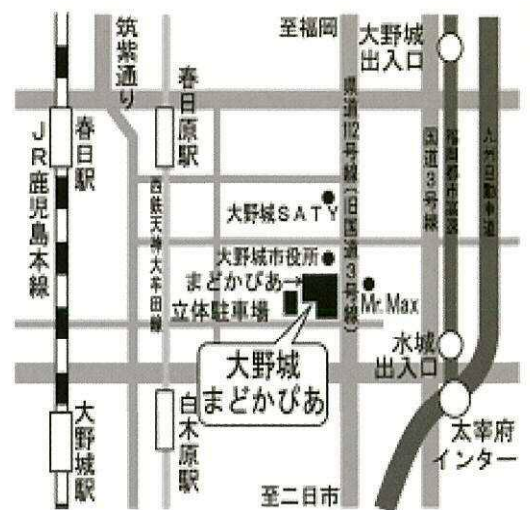 至福岡
大野城
出入口
筑紫通り
春日原駅
春日駅
JR鹿児島本線
西鉄天神大牟田線
県道112号線(旧国道3号線)
国道3号線
福岡都市高速
九州自動車道
大野城SATY
大野城市役所
まどかぴあ→
立体駐車場
Mr.Max
大野城
まどかぴあ
水城
出入口
大野城駅
白木原駅
太宰府
インター
至二日市